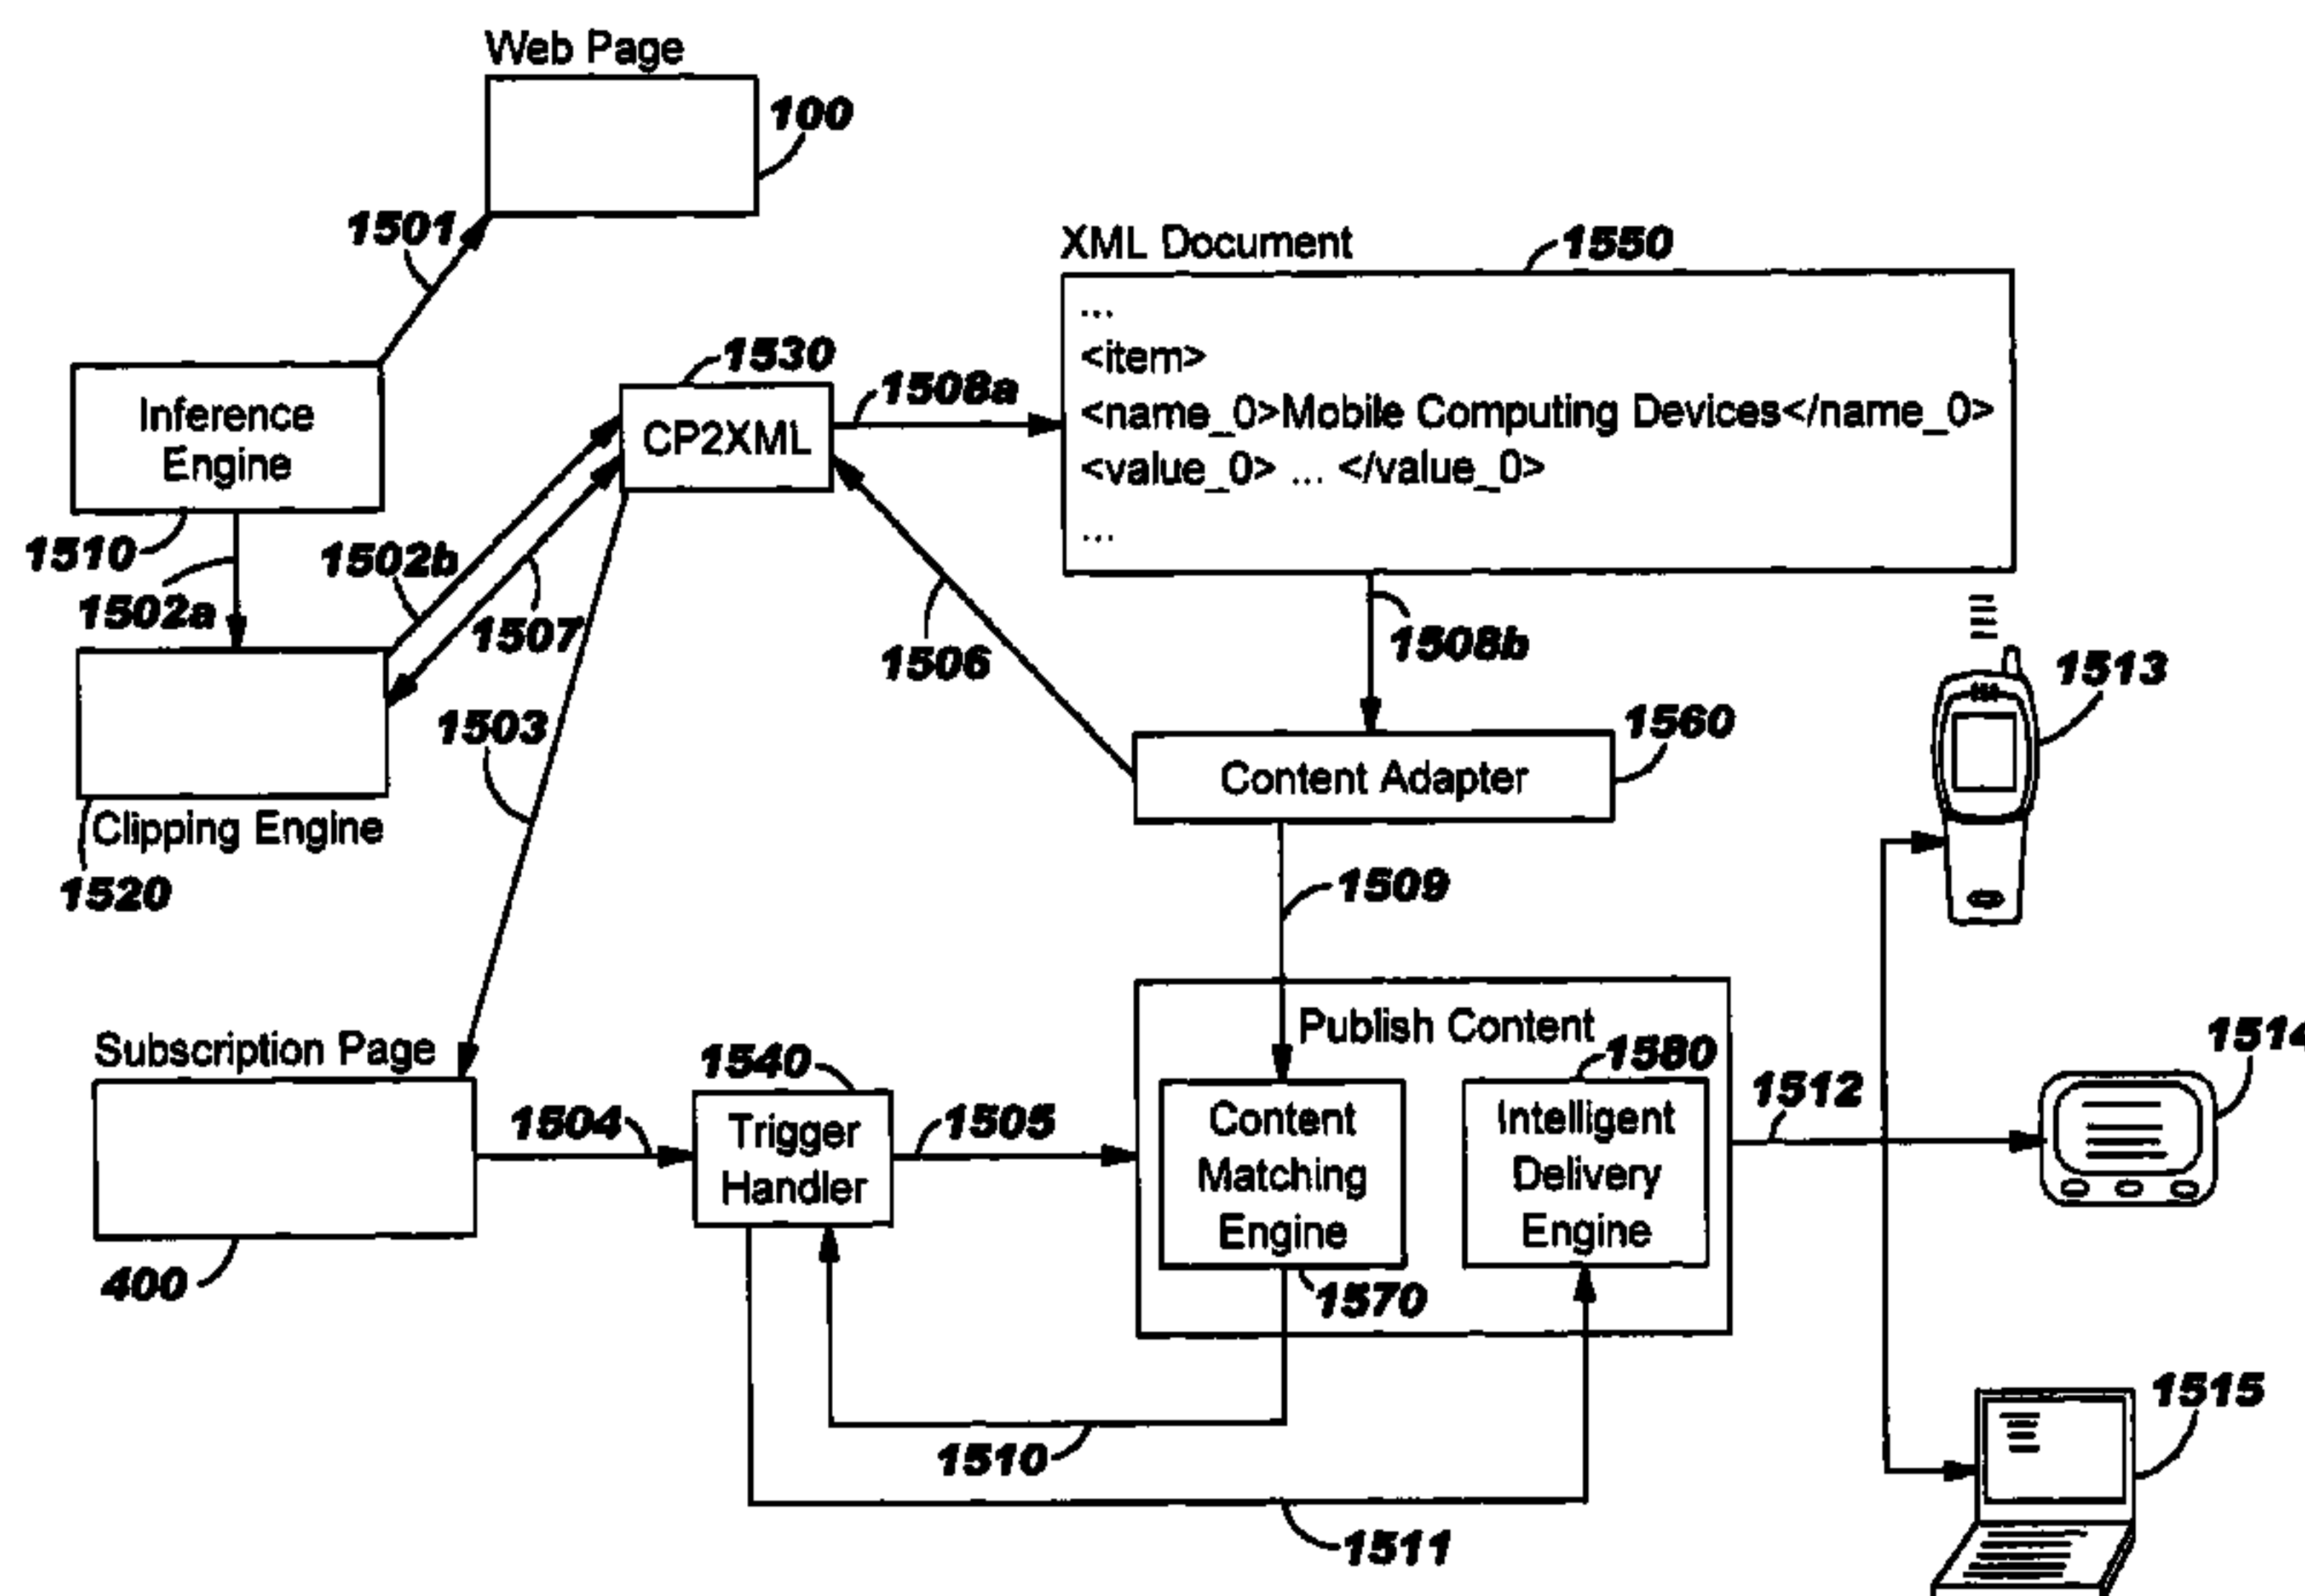 Web Page
100
1501
XML Document
1550
...
<item>
<name_0>Mobile Computing Devices</name_0>
<value_0> ... </value_0>
...
1530
CP2XML
1508a
Inference
Engine
1510
1502a
1502b
1507
1506
1508b
1513
1503
1560
Content Adapter
Clipping Engine
1520
1509
Subscription Page
400
1504
1540
Trigger
Handler
1505
Publish Content
1580
Content
Matching
Engine
1570
Intelligent
Delivery
Engine
1512
1514
1510
1511
1515